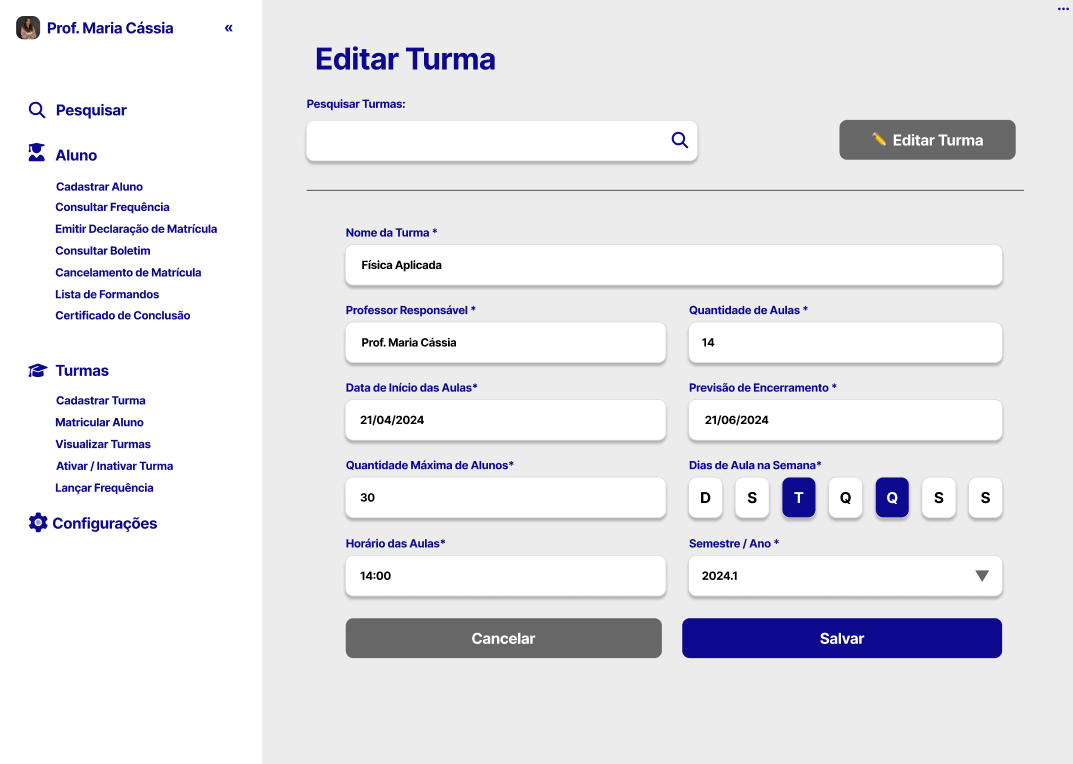 Prof. Maria Cássia «
Pesquisar
Aluno
Cadastrar Aluno
Consultar Frequência
Emitir Declaração de Matrícula
Consultar Boletim
Cancelamento de Matrícula
Lista de Formandos
Certificado de Conclusão
Turmas
Cadastrar Turma
Matricular Aluno
Visualizar Turmas
Ativar / Inativar Turma
Lançar Frequência
Configurações
Editar Turma
Pesquisar Turmas:
Editar Turma
Nome da Turma *
Física Aplicada
Professor Responsável * Quantidade de Aulas *
Prof. Maria Cássia 14
Data de Início das Aulas* Previsão de Encerramento *
21/04/2024 21/06/2024
Quantidade Máxima de Alunos* Dias de Aula na Semana*
30 D S T Q Q S S
Horário das Aulas* Semestre / Ano *
14:00 2024.1
Cancelar Salvar